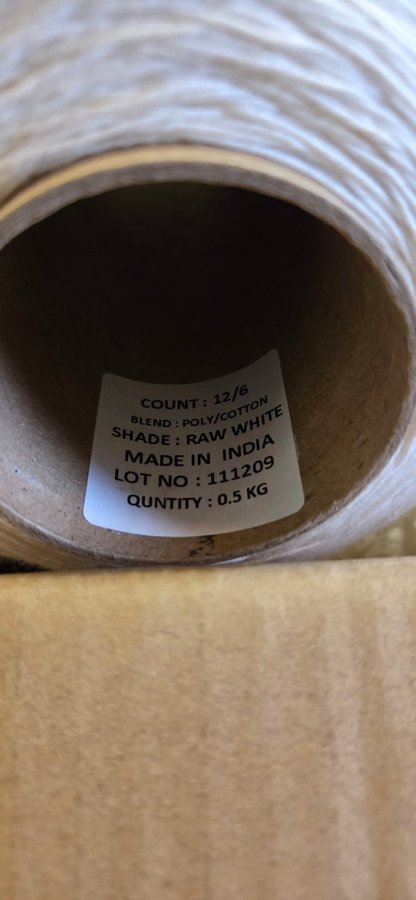 COUNT : 12/6
BLEND : POLY/COTTON
SHADE : RAW WHITE
MADE IN INDIA
LOT NO : 111209
QUNTITY : 0.5 KG